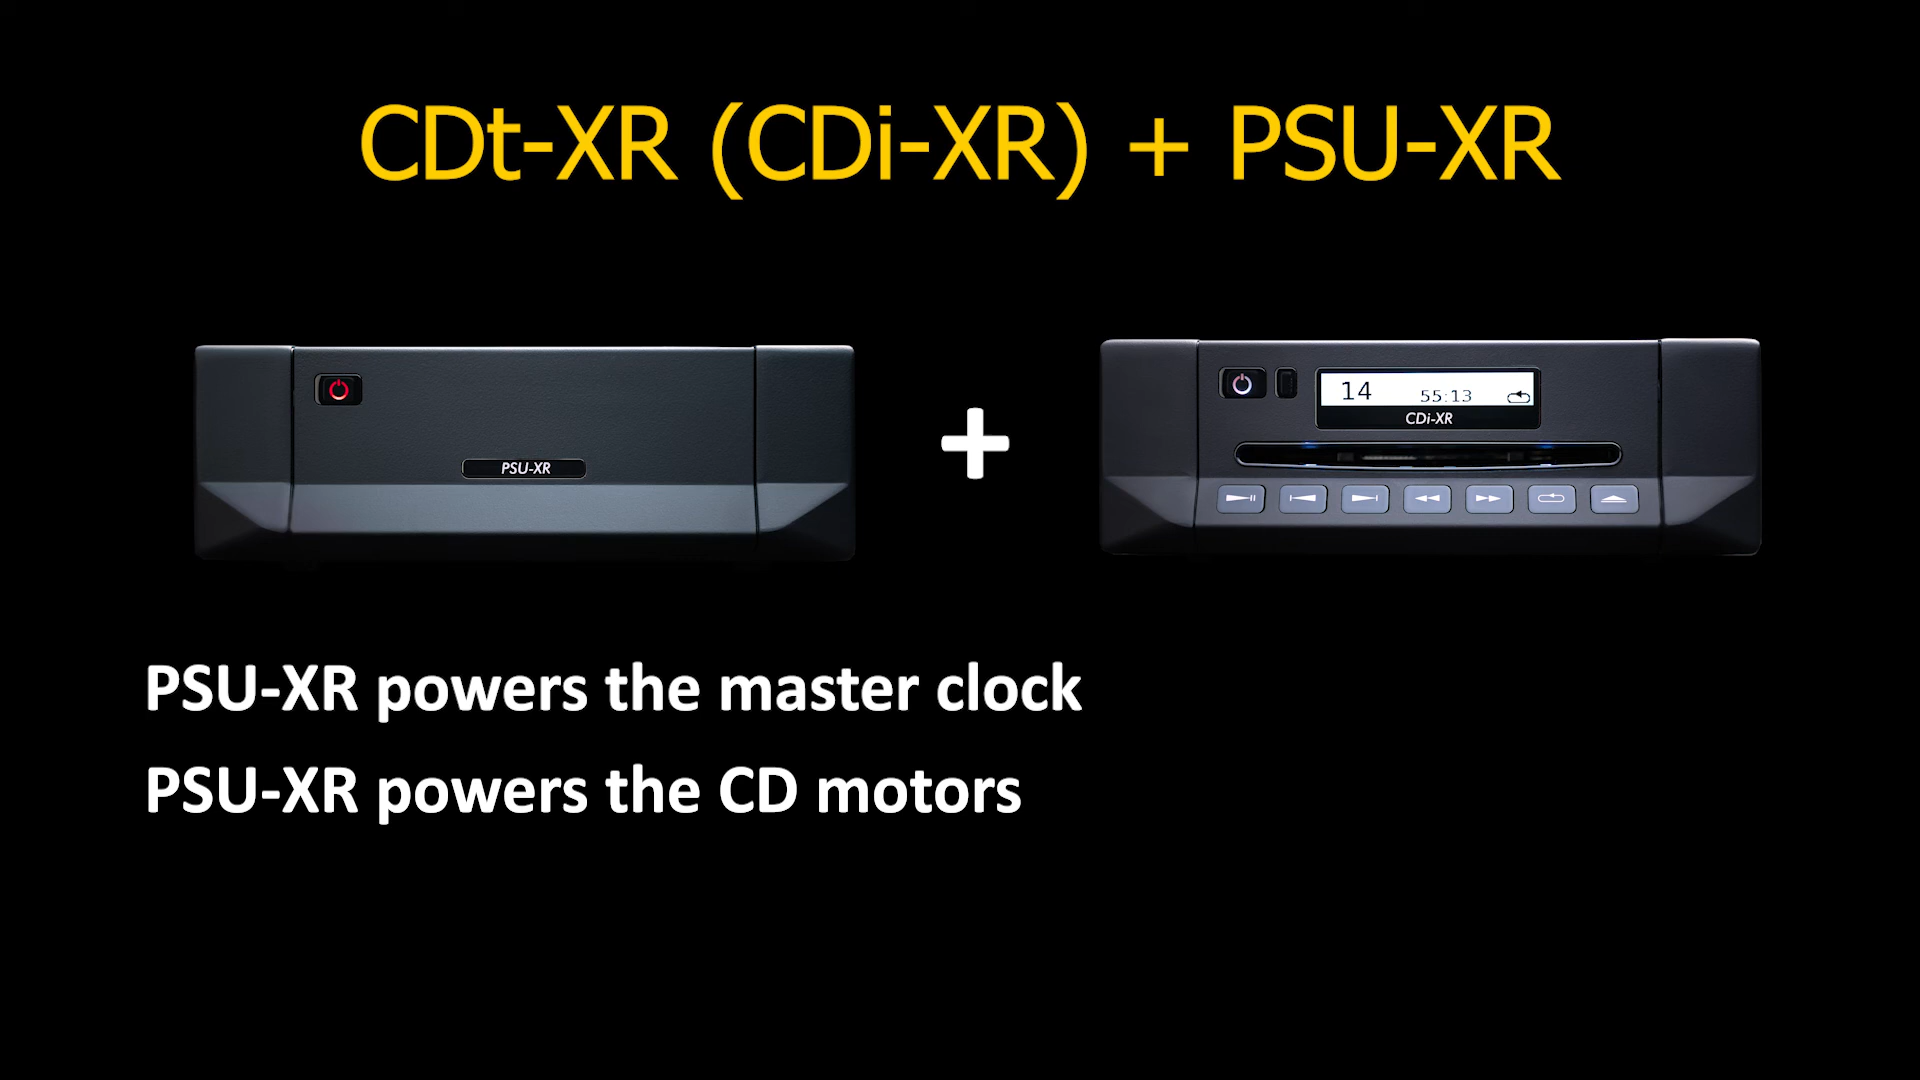 CDt-XR (CDi-XR) + PSU-XR
PSU-XR
+
14 55:13
CDi-XR
PSU-XR powers the master clock
PSU-XR powers the CD motors